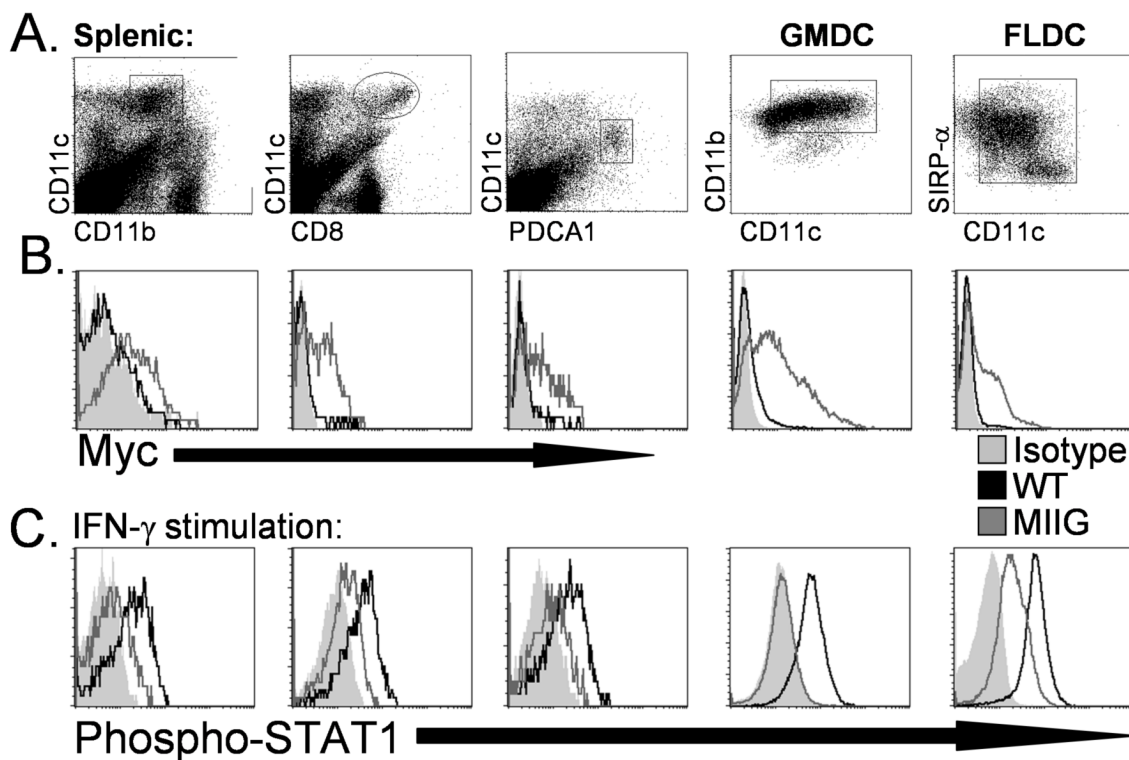 A. Splenic: GMDC FLDC
CD11c CD11c CD11c CD11b SIRP-α
CD11b CD8 PDCA1 CD11c CD11c
B.
Myc
Isotype
WT
MIIG
C. IFN-γ stimulation:
Phospho-STAT1